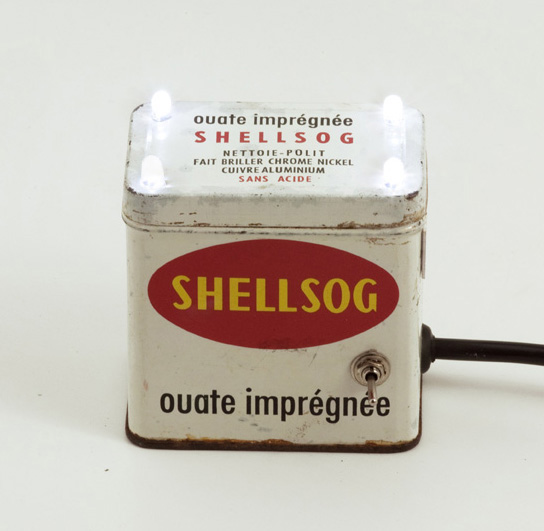 ouate imprégnée
SHELLSOG
NETTOIE-POLIT
FAIT BRILLER CHROME NICKEL
CUIVRE ALUMINIUM
SANS ACIDE
SHELLSOG
ouate imprégnée